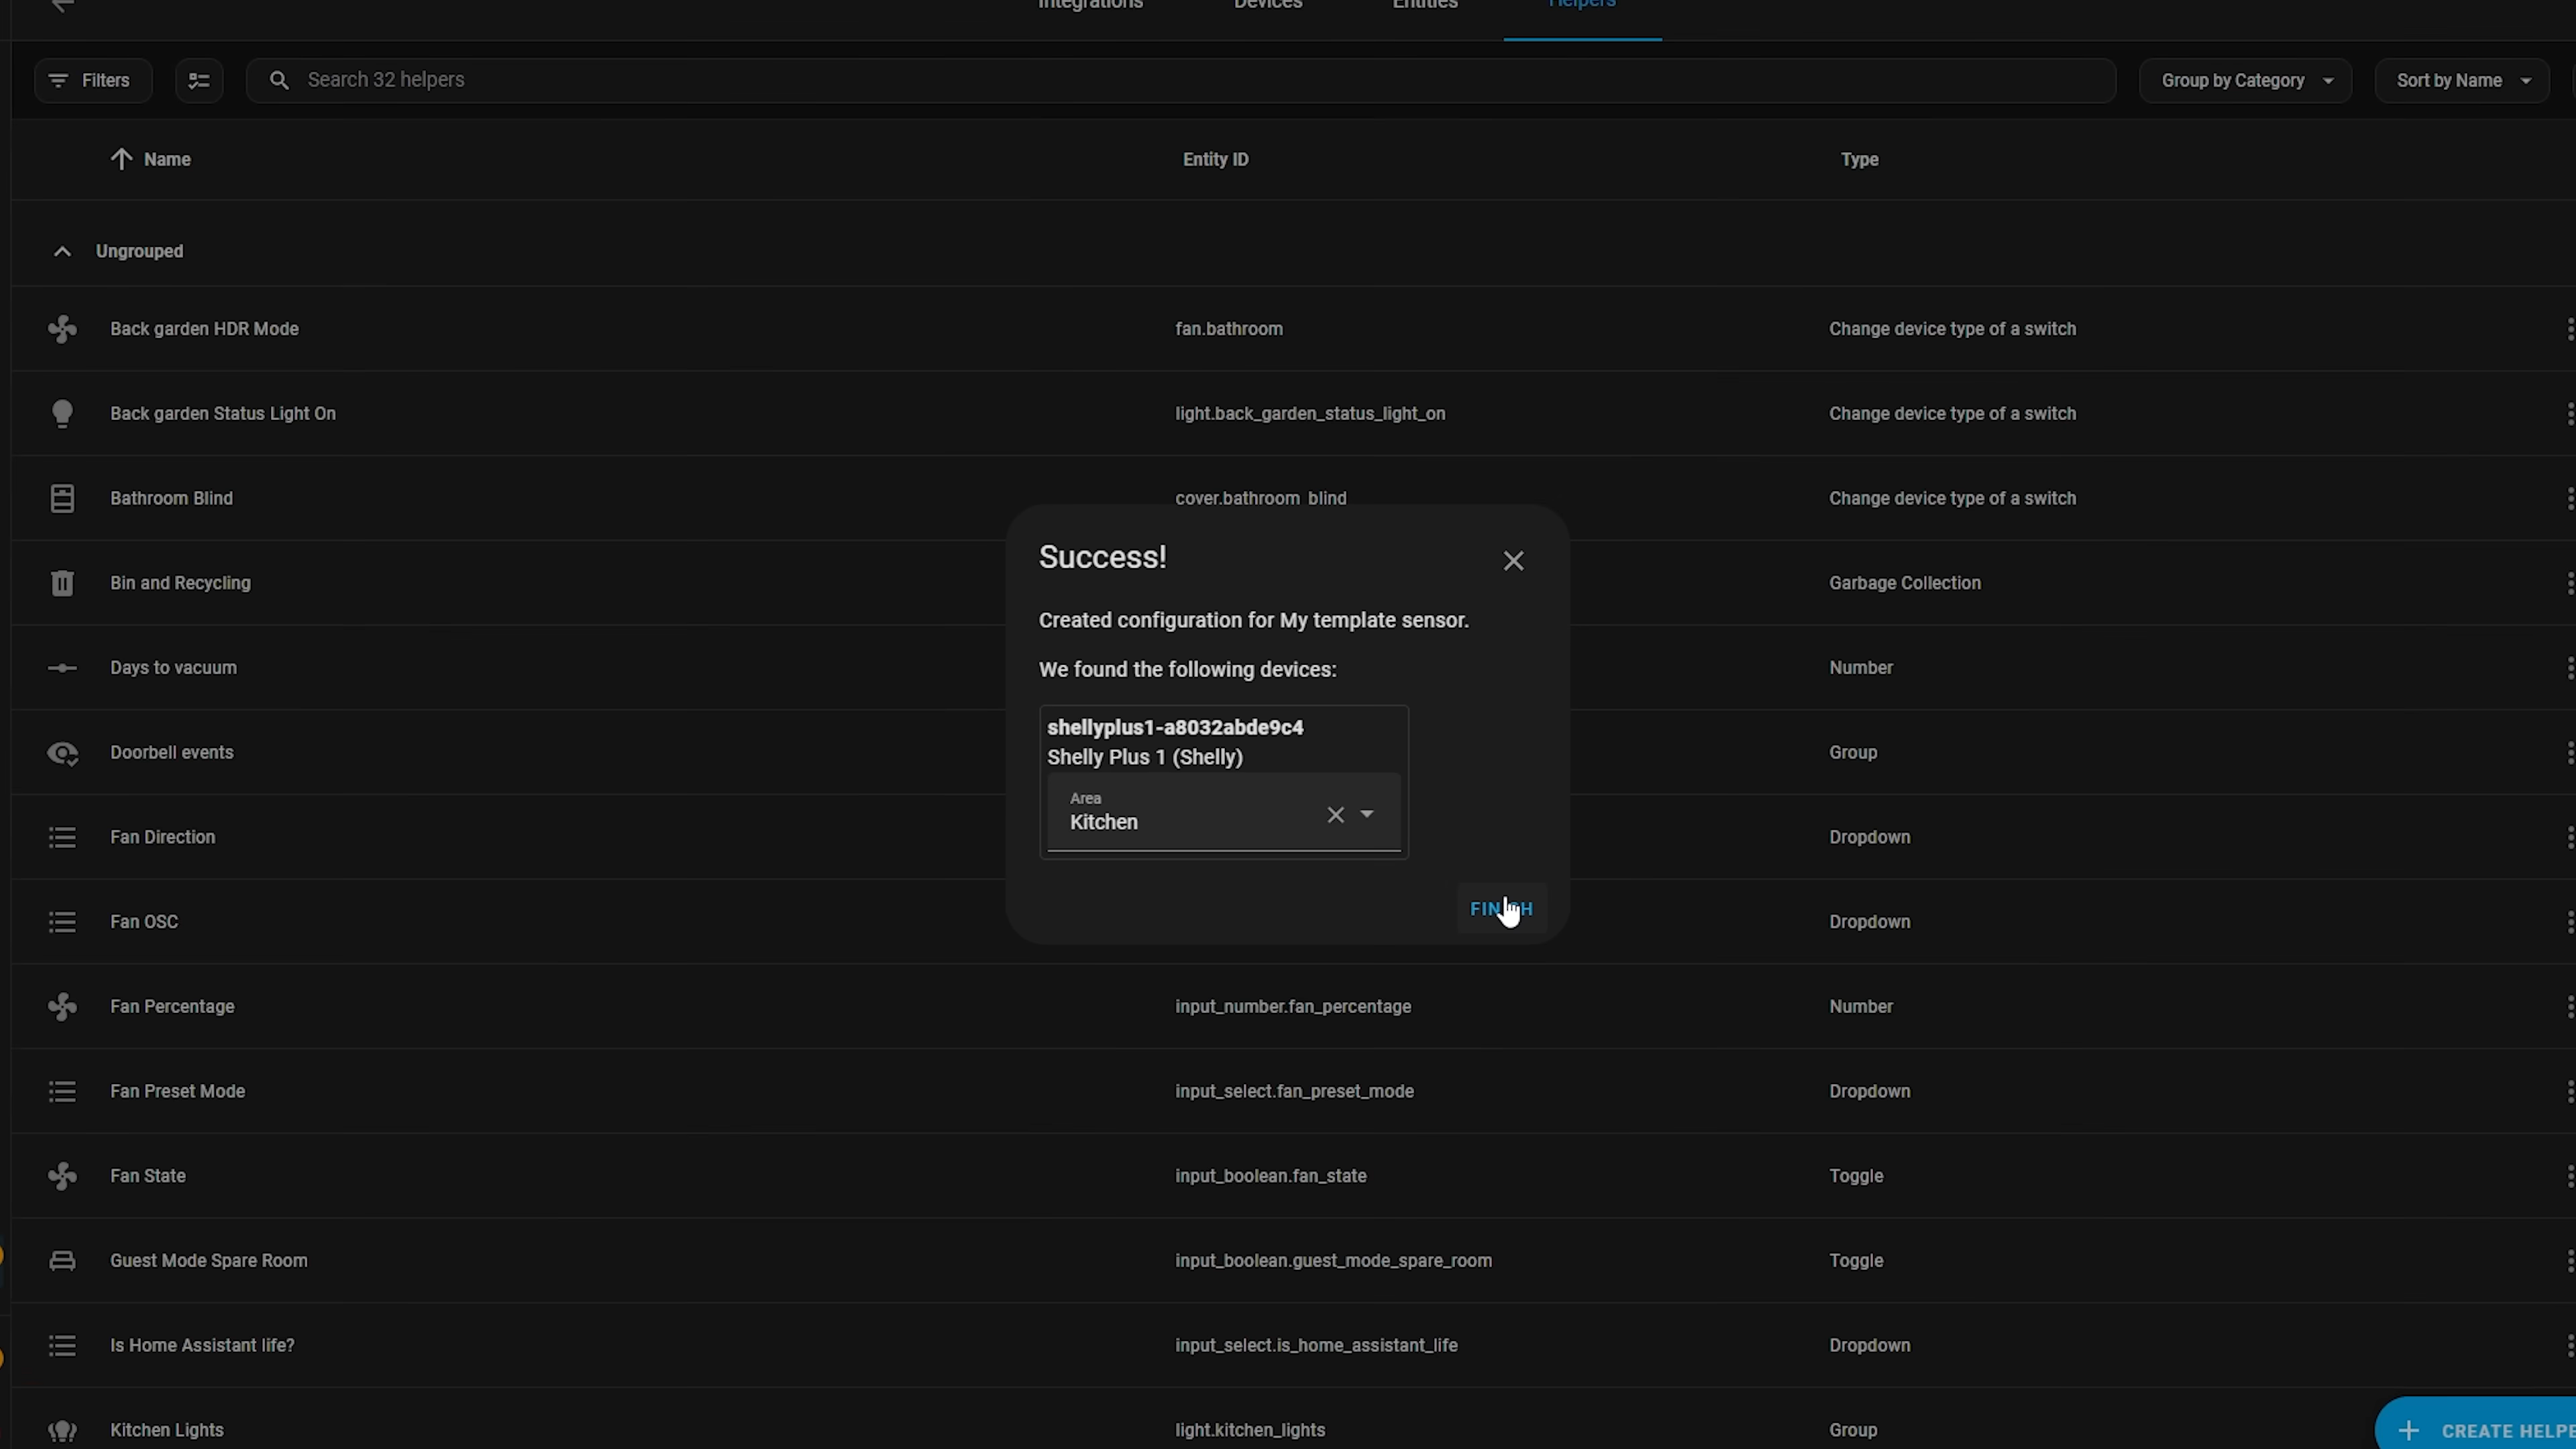 Integrations Devices Entities Helpers
Filters Search 32 helpers Group by Category Sort by Name
Name Entity ID Type
Ungrouped
Back garden HDR Mode fan.bathroom Change device type of a switch
Back garden Status Light On light.back_garden_status_light_on Change device type of a switch
Bathroom Blind cover.bathroom_blind Change device type of a switch
Success!
Bin and Recycling Garbage Collection
Created configuration for My template sensor.
Days to vacuum Number
We found the following devices:
shellyplus1-a8032abde9c4
Doorbell events Group
Shelly Plus 1 (Shelly)
Area
Kitchen
Fan Direction Dropdown
FINISH
Fan OSC Dropdown
Fan Percentage input_number.fan_percentage Number
Fan Preset Mode input_select.fan_preset_mode Dropdown
Fan State input_boolean.fan_state Toggle
Guest Mode Spare Room input_boolean.guest_mode_spare_room Toggle
Is Home Assistant life? input_select.is_home_assistant_life Dropdown
Kitchen Lights light.kitchen_lights Group
CREATE HELPE